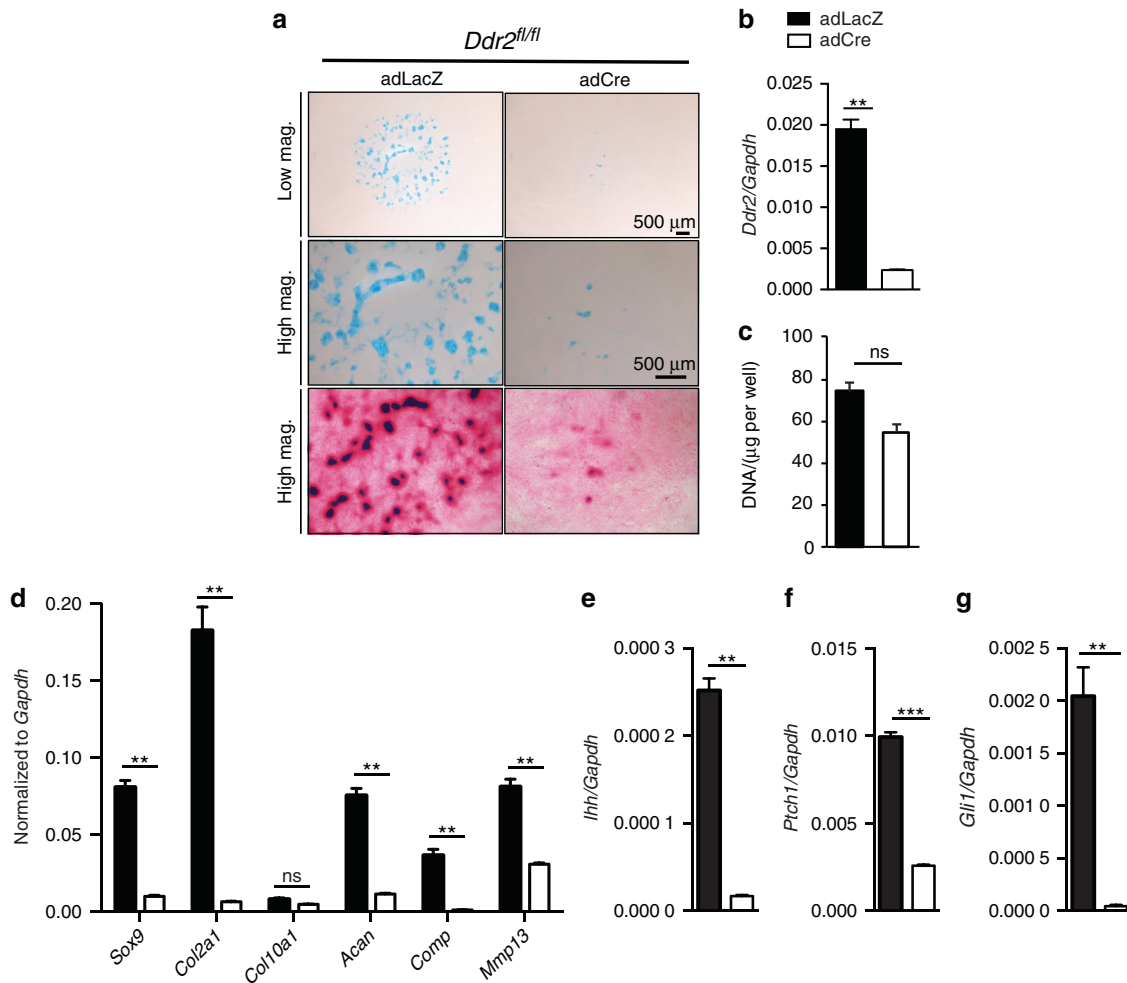 a
Ddr2fl/fl
adLacZ
adCre
Low mag.
500 μm
High mag.
500 μm
High mag.
b
adLacZ
adCre
Ddr2/Gapdh
0.025
0.020
0.015
0.010
0.005
0.000
**
c
DNA/(μg per well)
100
80
60
40
20
0
ns
d
Normalized to Gapdh
0.20
0.15
0.10
0.05
0.00
**
**
ns
**
**
**
Sox9
Col2a1
Col10a1
Acan
Comp
Mmp13
e
Ihh/Gapdh
0.000 3
0.000 2
0.000 1
0.000 0
**
f
Ptch1/Gapdh
0.015
0.010
0.005
0.000
***
g
Gli1/Gapdh
0.002 5
0.002 0
0.001 5
0.001 0
0.000 5
0.000 0
**